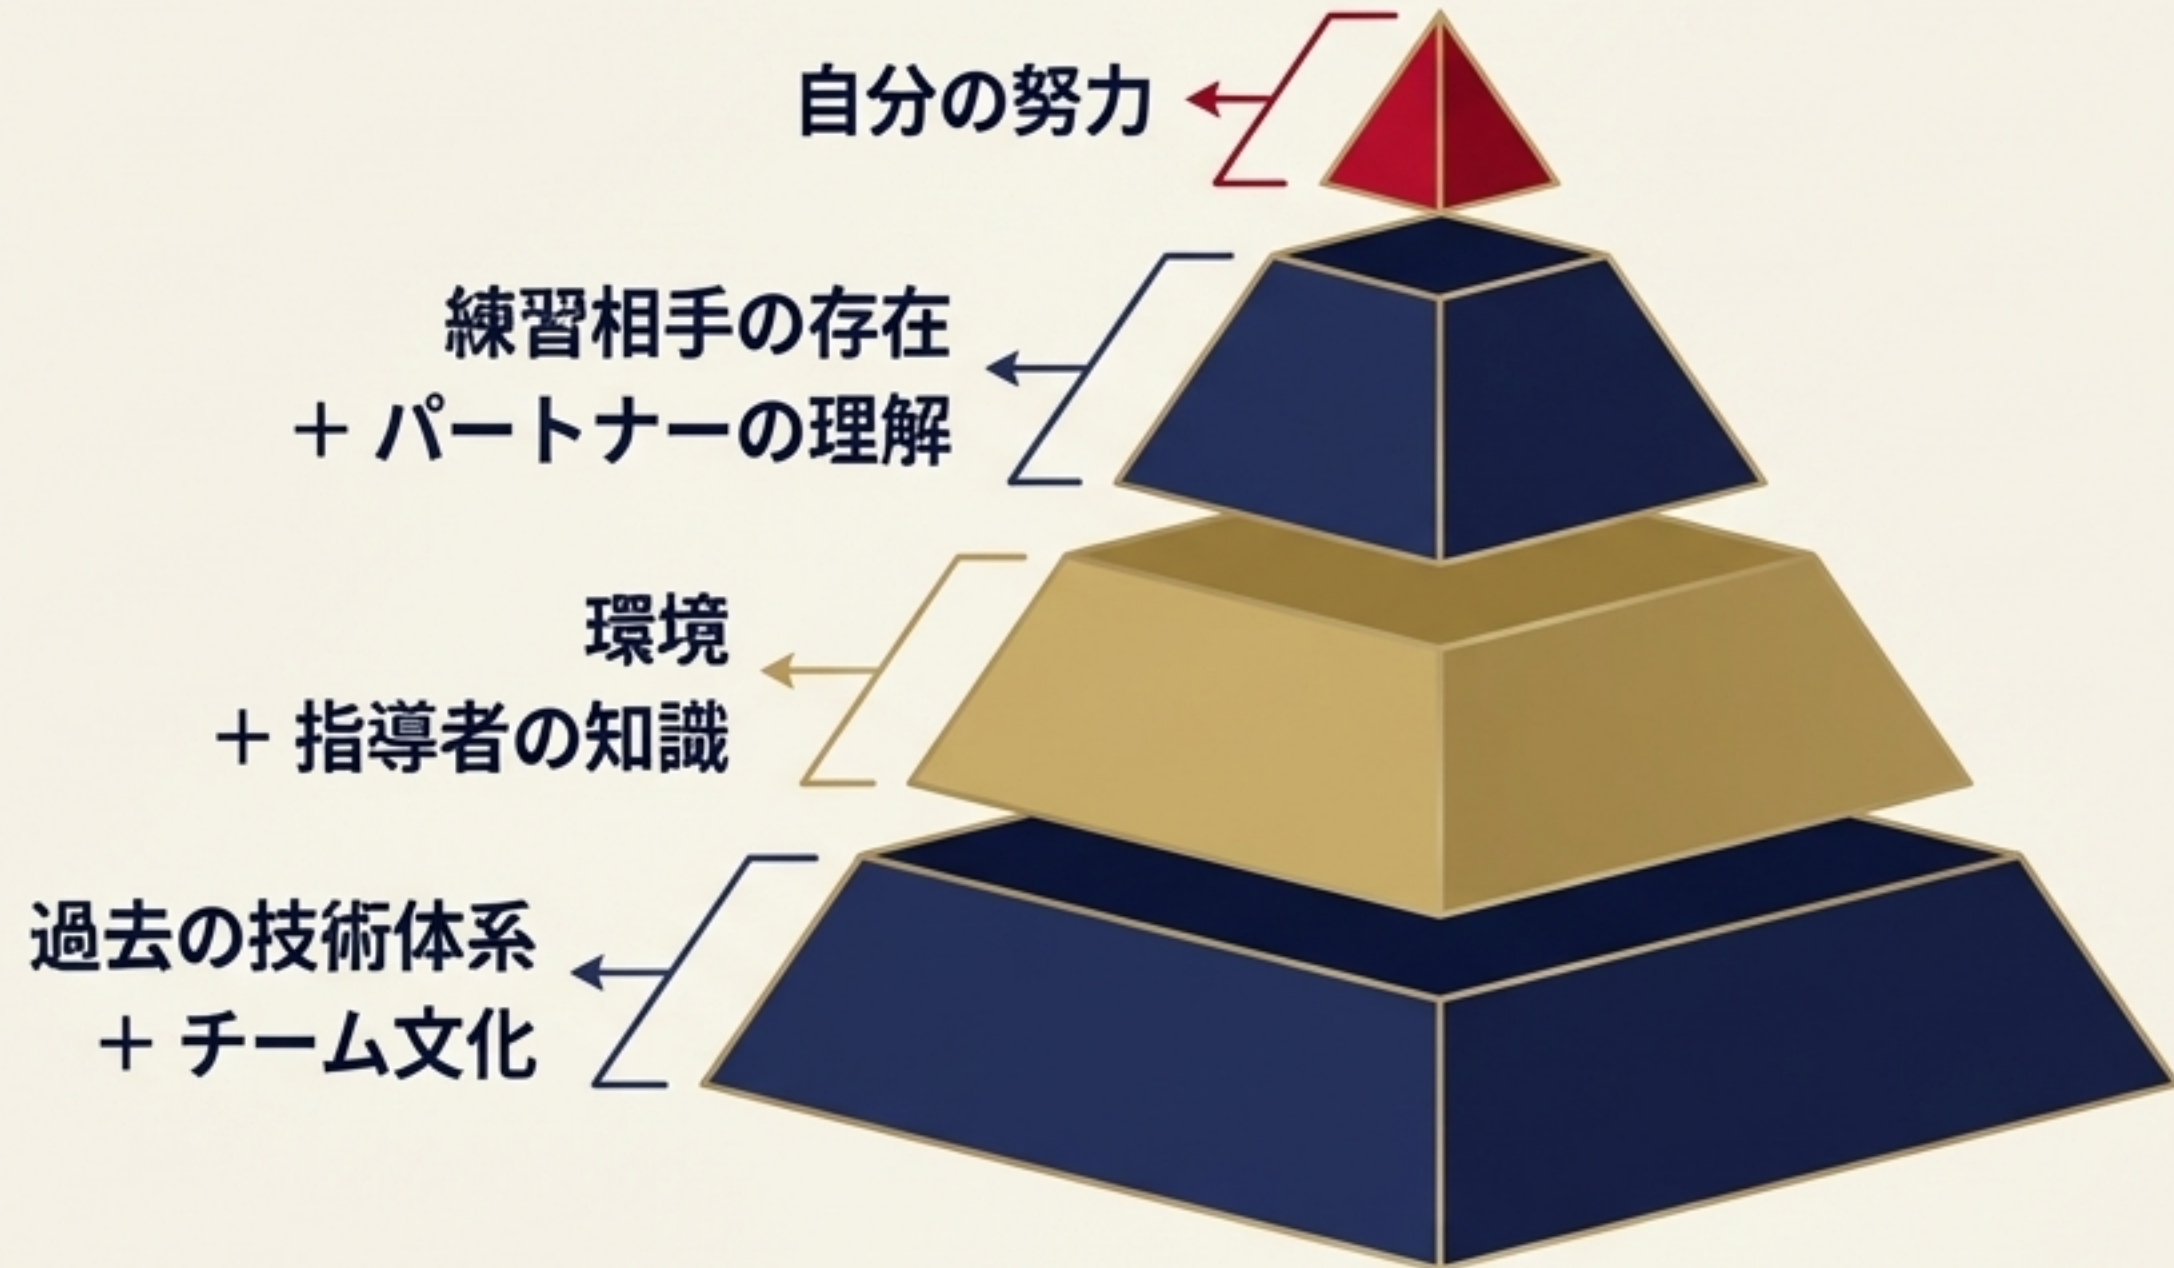 自分の努力
練習相手の存在
＋ パートナーの理解
環境
＋ 指導者の知識
過去の技術体系
＋ チーム文化